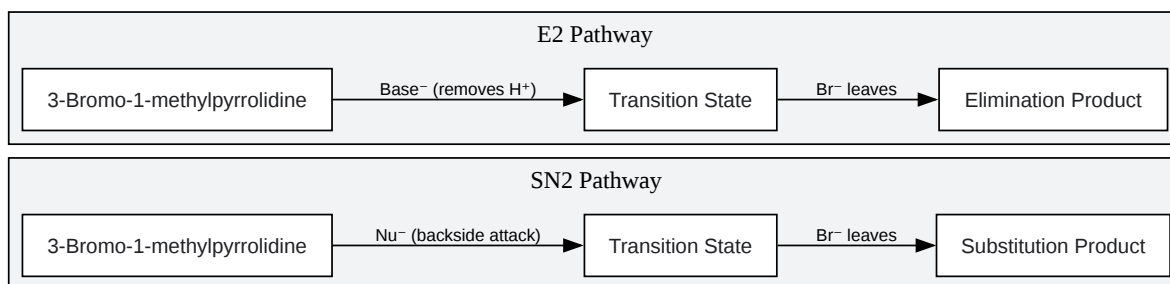 E2 Pathway
3-Bromo-1-methylpyrrolidine
Base⁻ (removes H⁺)
Transition State
Br⁻ leaves
Elimination Product
SN2 Pathway
3-Bromo-1-methylpyrrolidine
Nu⁻ (backside attack)
Transition State
Br⁻ leaves
Substitution Product